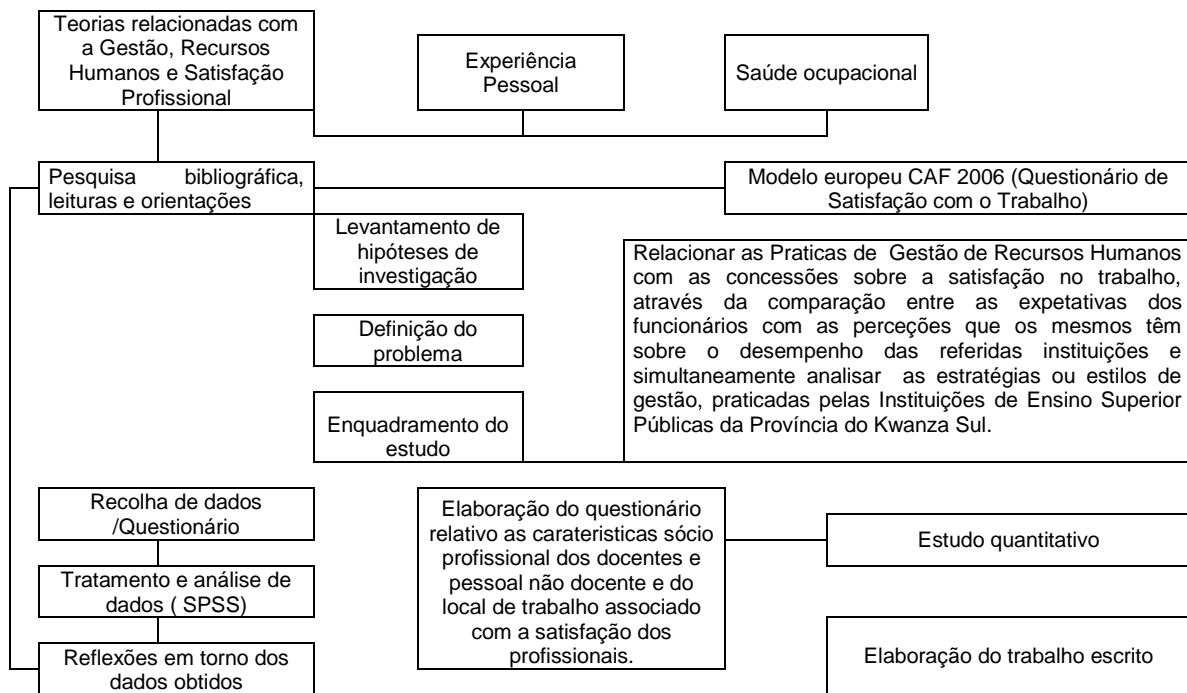 Teorias relacionadas com
a Gestão, Recursos
Humanos e Satisfação
Profissional
Experiência
Pessoal
Saúde ocupacional
Pesquisa bibliográfica,
leituras e orientações
Modelo europeu CAF 2006 (Questionário de
Satisfação com o Trabalho)
Levantamento de
hipóteses de
investigação
Definição do
problema
Enquadramento do
estudo
Relacionar as Praticas de Gestão de Recursos Humanos
com as concessões sobre a satisfação no trabalho,
através da comparação entre as expetativas dos
funcionários com as perceções que os mesmos têm
sobre o desempenho das referidas instituições e
simultaneamente analisar as estratégias ou estilos de
gestão, praticadas pelas Instituições de Ensino Superior
Públicas da Província do Kwanza Sul.
Recolha de dados
/Questionário
Tratamento e análise de
dados ( SPSS)
Reflexões em torno dos
dados obtidos
Elaboração do questionário
relativo as carateristicas sócio
profissional dos docentes e
pessoal não docente e do
local de trabalho associado
com a satisfação dos
profissionais.
Estudo quantitativo
Elaboração do trabalho escrito